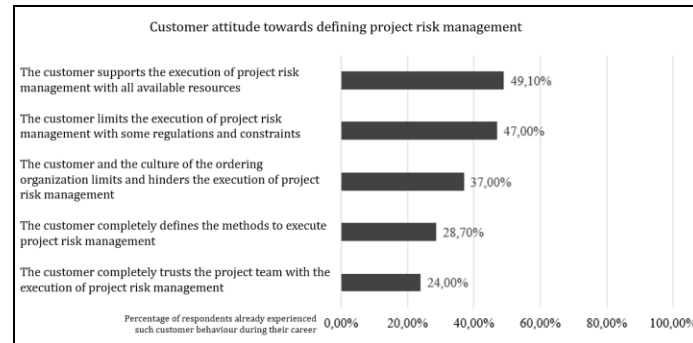 Customer attitude towards defining project risk management
The customer supports the execution of project risk
management with all available resources
49,10%
The customer limits the execution of project risk
management with some regulations and constraints
47,00%
The customer and the culture of the ordering
organization limits and hinders the execution of project
risk management
37,00%
The customer completely defines the methods to execute
project risk management
28,70%
The customer completely trusts the project team with the
execution of project risk management
24,00%
Percentage of respondents already experienced
such customer behaviour during their career
0,00% 20,00% 40,00% 60,00% 80,00% 100,00%